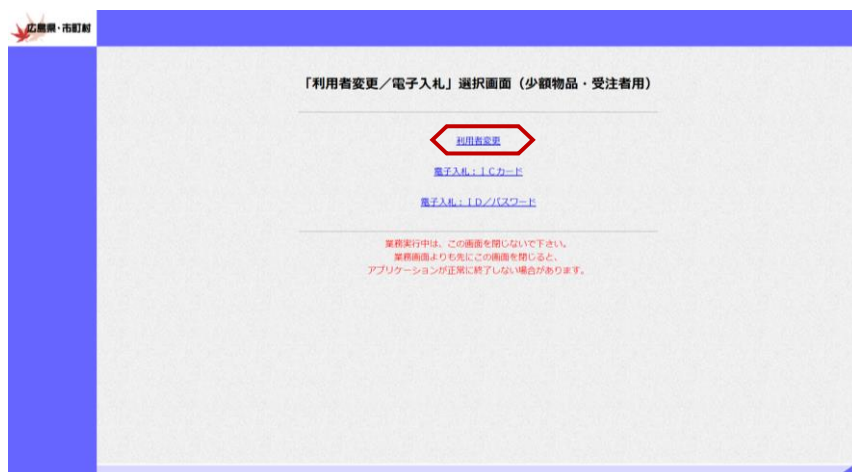 広島県・市町村
「利用者変更／電子入札」選択画面（少額物品・受注者用）
利用者変更
電子入札：ＩＣカード
電子入札：ＩＤ／パスワード
業務実行中は、この画面を閉じないで下さい。
業務画面よりも先にこの画面を閉じると、
アプリケーションが正常に終了しない場合があります。